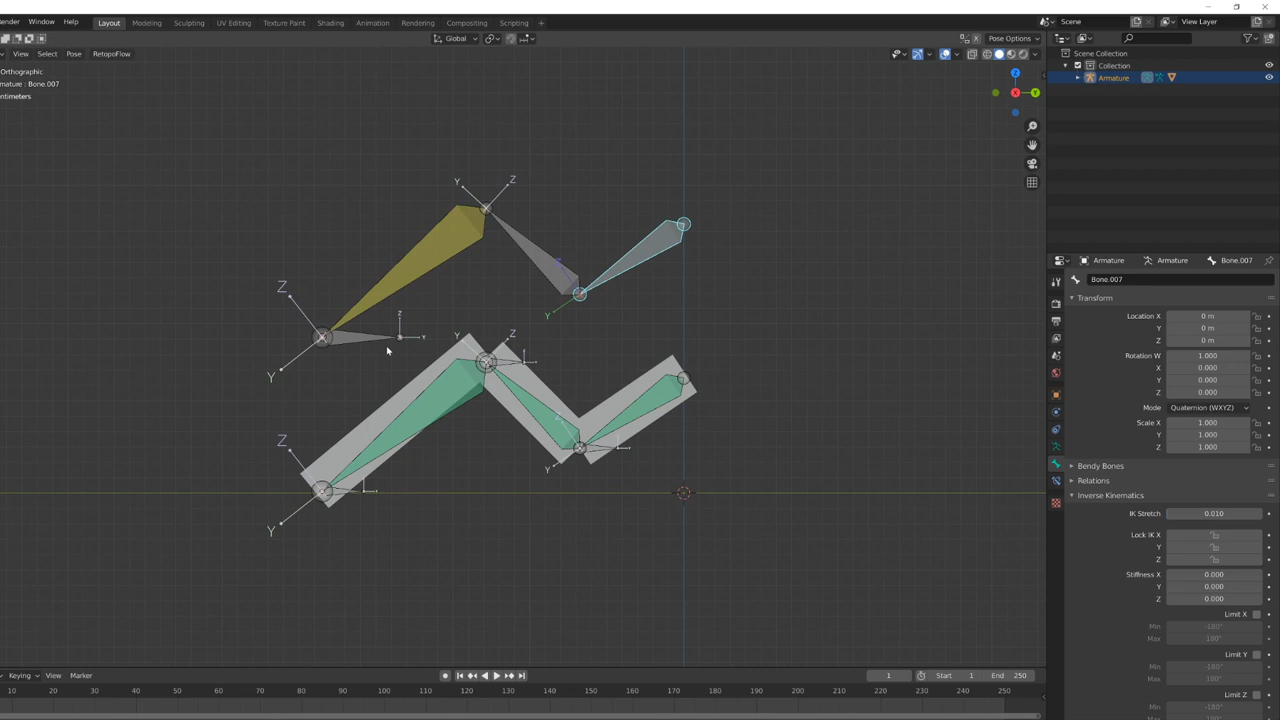 ender Window Help Layout Modeling Sculpting UV Editing Texture Paint Shading Animation Rendering Compositing Scripting + Scene View Layer
Global Pose Options
View Select Pose RetopoFlow
Orthographic
mature : Bone.007
entimeters
Z
Y
X
Z
Y
Z
Y
Z
Y
Z
Y
Z
Y
Z
Y
Z
Y
Scene Collection
Collection
Armature
Armature Armature Bone.007
Bone.007
Transform
Location X 0 m
Y 0 m
Z 0 m
Rotation W 1.000
X 0.000
Y 0.000
Z 0.000
Mode Quaternion (WXYZ)
Scale X 1.000
Y 1.000
Z 1.000
Bendy Bones
Relations
Inverse Kinematics
IK Stretch 0.010
Lock IK X
Y
Z
Stiffness X 0.000
Y 0.000
Z 0.000
Limit X
Min -180°
Max 180°
Limit Y
Min -180°
Max 180°
Limit Z
Min -180°
Keying View Marker 1 Start 1 End 250
10 20 30 40 50 60 70 80 90 100 110 120 130 140 150 160 170 180 190 200 210 220 230 240 250